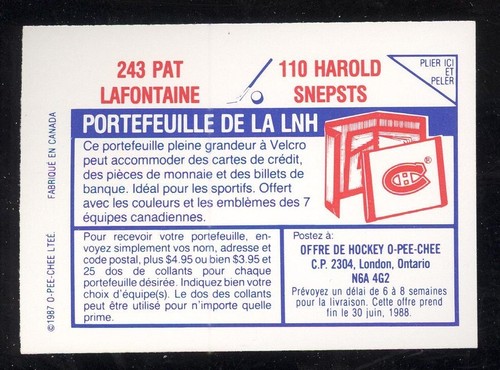 243 PAT
LAFONTAINE
110 HAROLD
SNEPSTS
PLIER ICI
ET
PELER
PORTEFEUILLE DE LA LNH
Ce portefeuille pleine grandeur à Velcro
peut accommoder des cartes de crédit,
des pièces de monnaie et des billets de
banque. Idéal pour les sportifs. Offert
avec les couleurs et les emblèmes des 7
équipes canadiennes.
Pour recevoir votre portefeuille, en-
voyez simplement vos nom, adresse et
code postal, plus $4.95 ou bien $3.95 et
25 dos de collants pour chaque
portefeuille désirée. Indiquez bien votre
choix d'équipe(s). Le dos des collants
peut être utilisé pour n'importe quelle
prime.
Postez à:
OFFRE DE HOCKEY O-PEE-CHEE
C.P. 2304, London, Ontario
N6A 4G2
Prévoyez un délai de 6 à 8 semaines
pour la livraison. Cette offre prend
fin le 30 juin, 1988.
©1987 O-PEE-CHEE LTEE. FABRIQUÉ EN CANADA